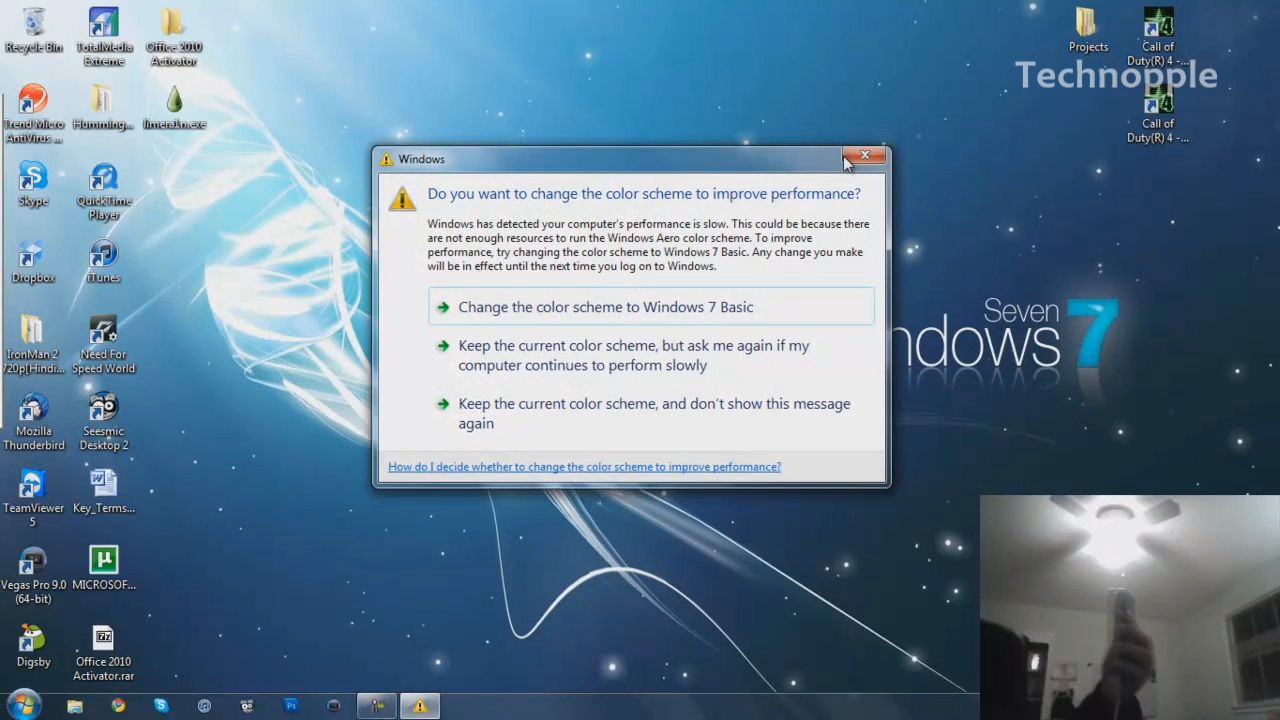 Recycle Bin
TotalMedia Extreme
Office 2010 Activator
Trend Micro AntiVirus ...
Humming...
limera1n.exe
Skype
QuickTime Player
Dropbox
iTunes
IronMan 2 720p[Hindi...
Need For Speed World
Mozilla Thunderbird
Seesmic Desktop 2
TeamViewer 5
Key_Terms...
Vegas Pro 9.0 (64-bit)
MICROSOF...
Digsby
Office 2010 Activator.rar
Windows
Do you want to change the color scheme to improve performance?
Windows has detected your computer's performance is slow. This could be because there
are not enough resources to run the Windows Aero color scheme. To improve
performance, try changing the color scheme to Windows 7 Basic. Any change you make
will be in effect until the next time you log on to Windows.
Change the color scheme to Windows 7 Basic
Keep the current color scheme, but ask me again if my
computer continues to perform slowly
Keep the current color scheme, and don't show this message
again
How do I decide whether to change the color scheme to improve performance?
Projects
Call of Duty(R) 4 -...
Technopple
Call of Duty(R) 4 -...
Seven
ndows 7
Ps